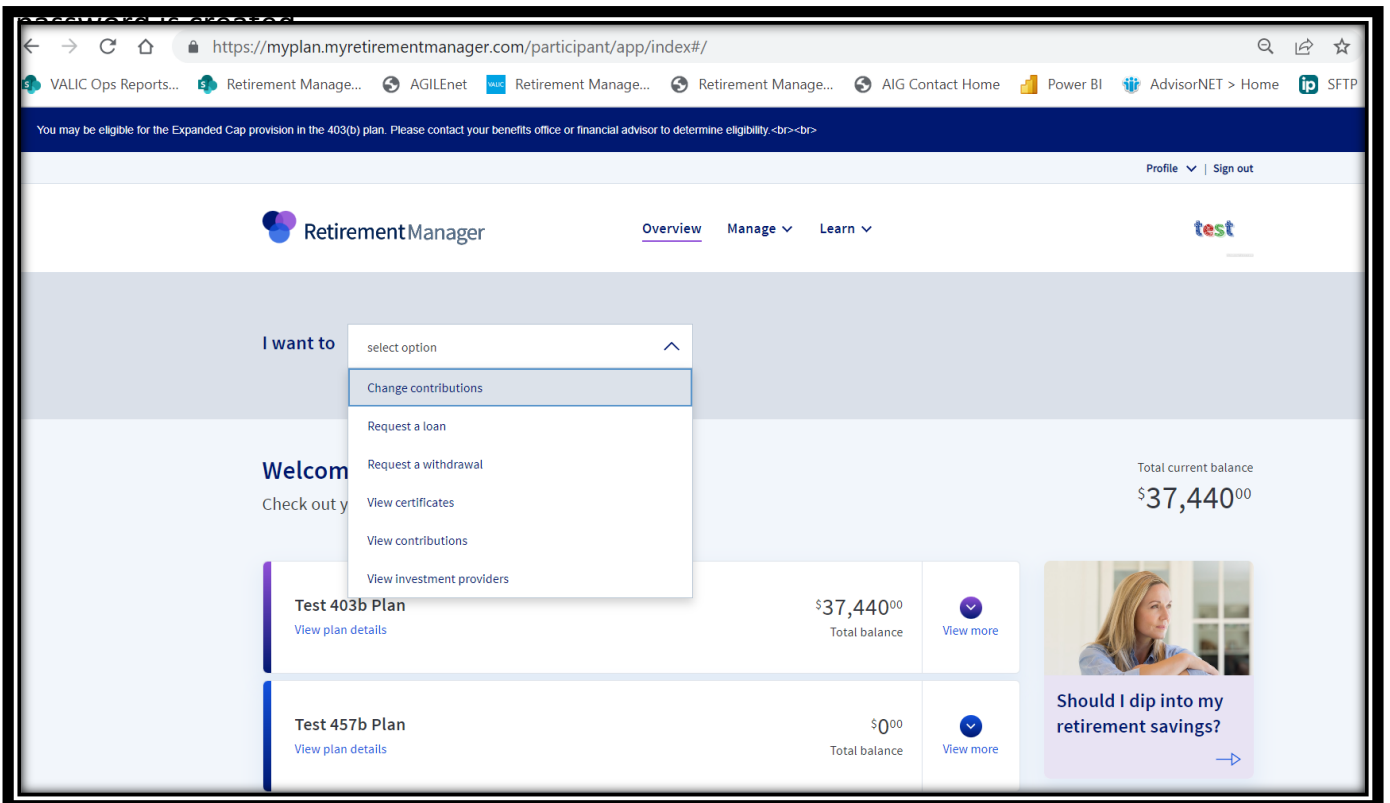 password is created
https://myplan.myretirementmanager.com/participant/app/index#/
VALIC Ops Reports... Retirement Manage... AGILEnet VALIC Retirement Manage... Retirement Manage... AIG Contact Home Power BI AdvisorNET > Home ip SFTP
You may be eligible for the Expanded Cap provision in the 403(b) plan. Please contact your benefits office or financial advisor to determine eligibility.<br><br>
Profile | Sign out
RetirementManager Overview Manage Learn test
I want to select option
Change contributions
Request a loan
Request a withdrawal
View certificates
View contributions
View investment providers
Welcom
Check out y
Total current balance
$37,44000
Test 403b Plan
View plan details
$37,44000
Total balance
View more
Test 457b Plan
View plan details
$000
Total balance
View more
Should I dip into my
retirement savings?